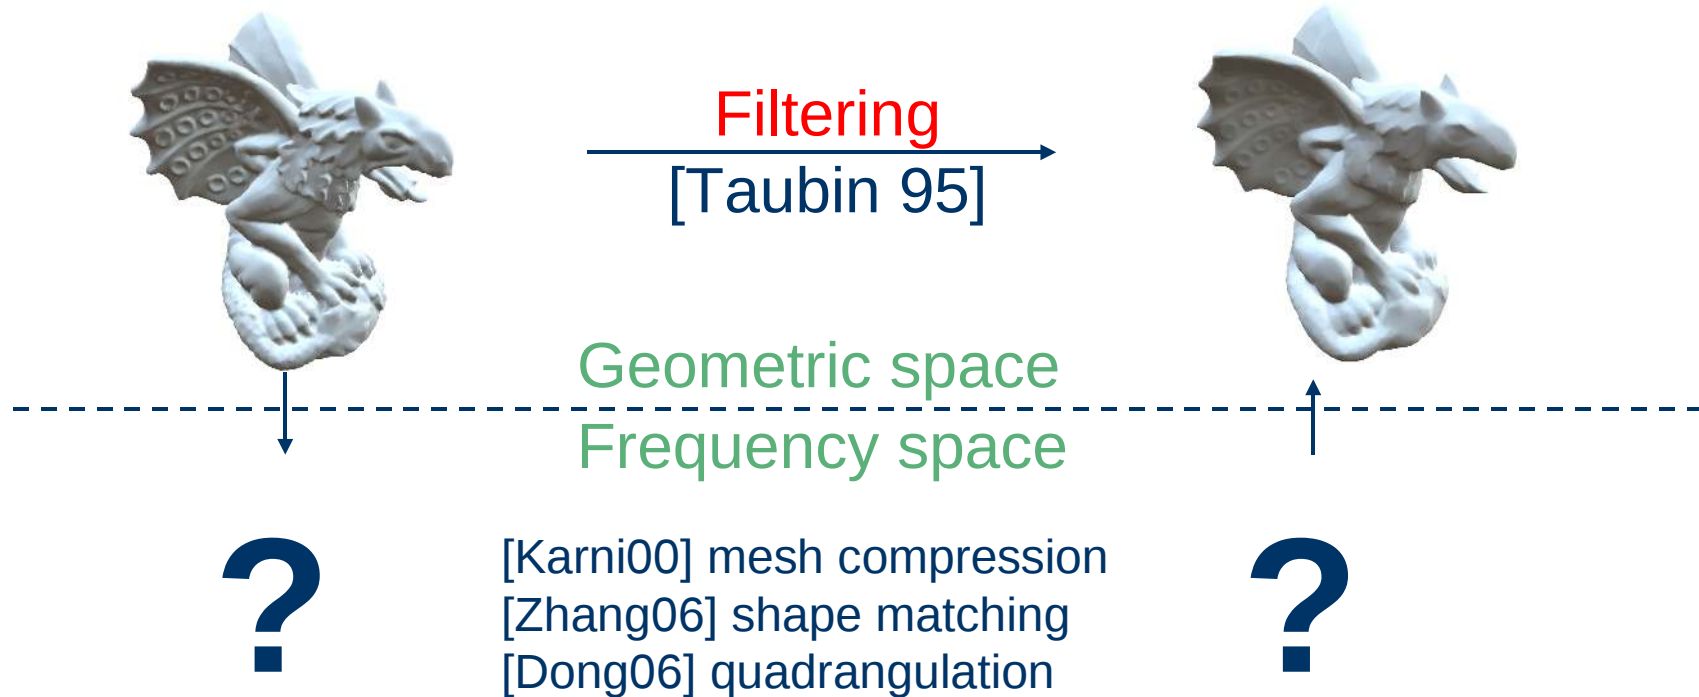 Filtering
[Taubin 95]
Geometric space
Frequency space
?
[Karni00] mesh compression
[Zhang06] shape matching
[Dong06] quadrangulation
?